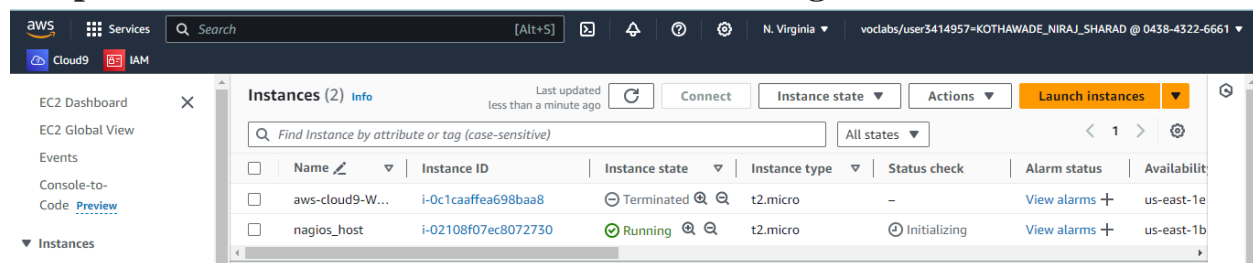 aws Services Search [Alt+S] N. Virginia ▼ voclabs/user3414957=KOTHAWADE_NIRAJ_SHARAD @ 0438-4322-6661 ▼
Cloud9 IAM
EC2 Dashboard
EC2 Global View
Events
Console-to-
Code Preview
▼ Instances
Instances (2) Info
Last updated
less than a minute ago
Connect Instance state ▼ Actions ▼ Launch instances ▼
Find Instance by attribute or tag (case-sensitive) All states ▼ < 1 >
Name Instance ID Instance state Instance type Status check Alarm status Availabilit
aws-cloud9-W... i-0c1caaffea698baa8 Terminated t2.micro – View alarms + us-east-1e
nagios_host i-02108f07ec8072730 Running t2.micro Initializing View alarms + us-east-1b